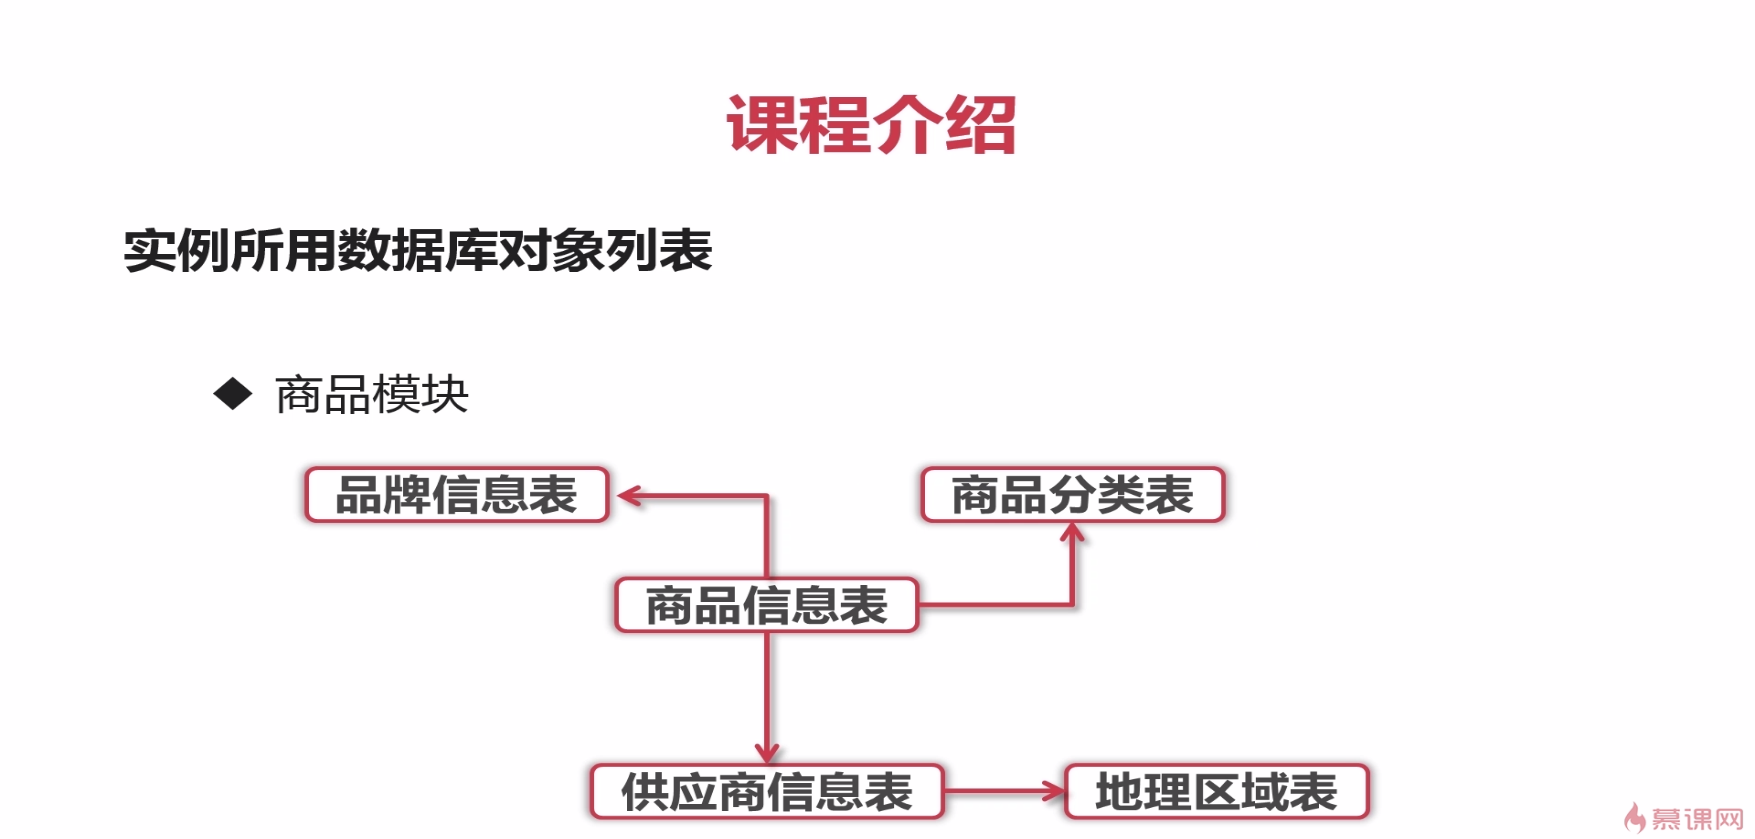 课程介绍
实例所用数据库对象列表
◆ 商品模块
品牌信息表
商品分类表
商品信息表
供应商信息表
地理区域表
慕课网